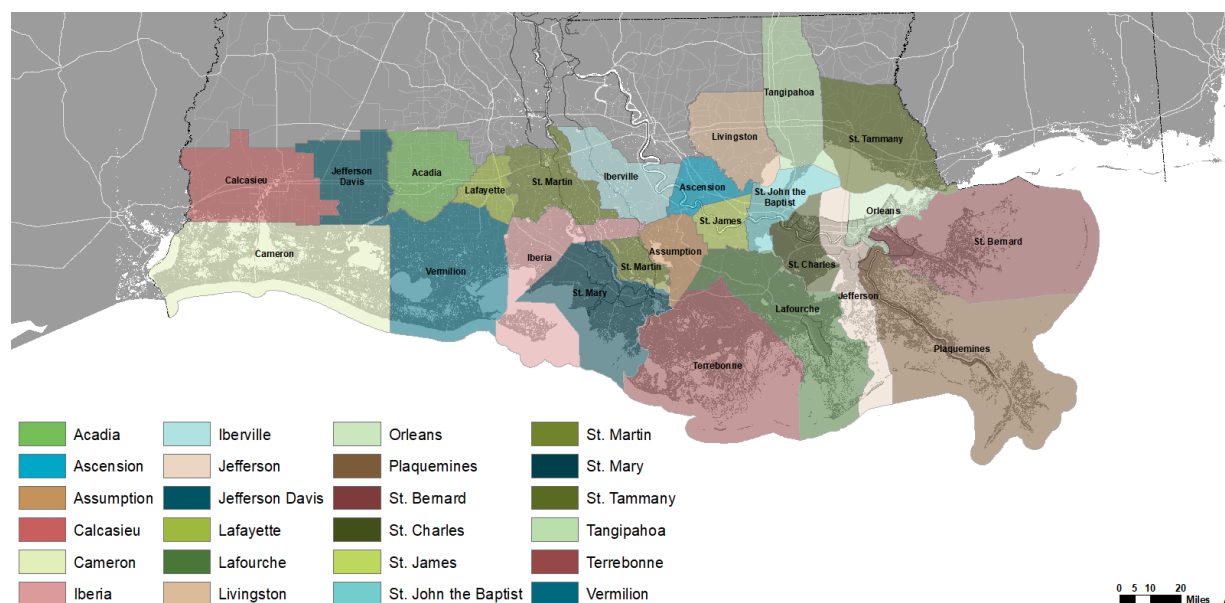 Tangipahoa
Livingston
St. Tammany
Calcasieu
Jefferson
Davis
Acadia
Lafayette
St. Martin
Iberville
Ascension
St. John the
Baptist
St. James
Orleans
St. Bernard
Cameron
Vermilion
Iberia
St. Martin
Assumption
St. Charles
St. Mary
Jefferson
Lafourche
Plaquemines
Terrebonne
Acadia
Ascension
Assumption
Calcasieu
Cameron
Iberia
Iberville
Jefferson
Jefferson Davis
Lafayette
Lafourche
Livingston
Orleans
Plaquemines
St. Bernard
St. Charles
St. James
St. John the Baptist
St. Martin
St. Mary
St. Tammany
Tangipahoa
Terrebonne
Vermilion
0 5 10 20
Miles